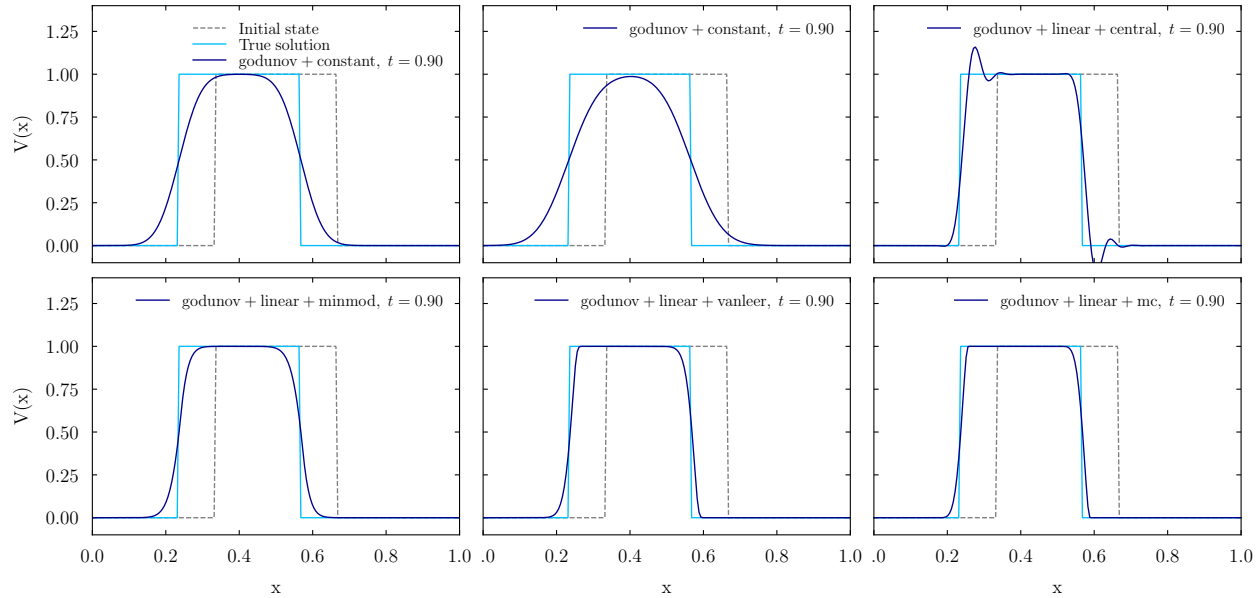 Initial state
True solution
godunov + constant, t = 0.90
godunov + constant, t = 0.90
godunov + linear + central, t = 0.90
1.25
1.00
0.75
0.50
0.25
0.00
V(x)
godunov + linear + minmod, t = 0.90
godunov + linear + vanleer, t = 0.90
godunov + linear + mc, t = 0.90
1.25
1.00
0.75
0.50
0.25
0.00
V(x)
0.0 0.2 0.4 0.6 0.8 1.0
0.2 0.4 0.6 0.8 1.0
0.2 0.4 0.6 0.8 1.0
x x x